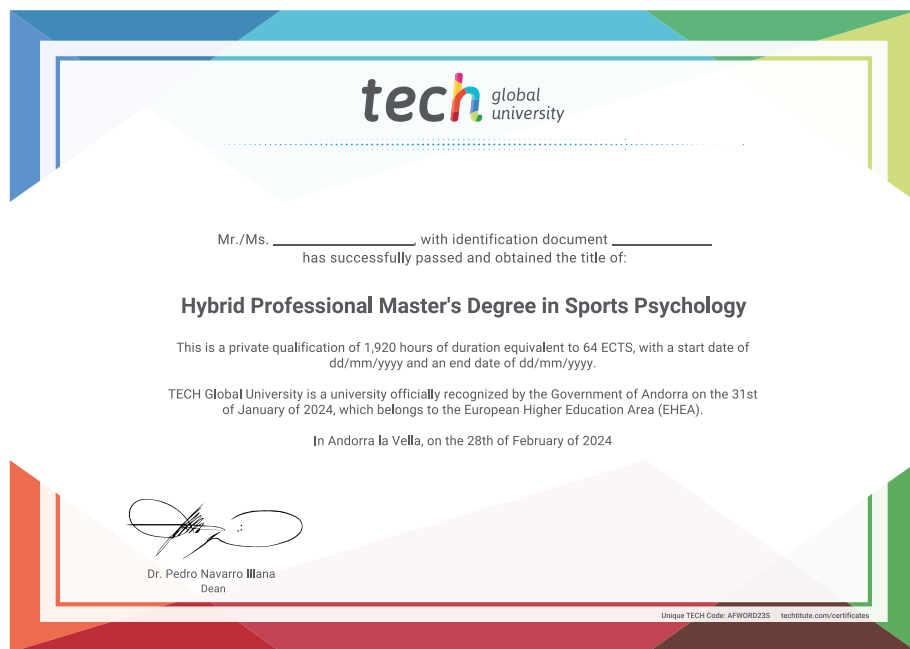 tech global
university
Mr./Ms. ______________, with identification document __________
has successfully passed and obtained the title of:
Hybrid Professional Master's Degree in Sports Psychology
This is a private qualification of 1,920 hours of duration equivalent to 64 ECTS, with a start date of
dd/mm/yyyy and an end date of dd/mm/yyyy.
TECH Global University is a university officially recognized by the Government of Andorra on the 31st
of January of 2024, which belongs to the European Higher Education Area (EHEA).
In Andorra la Vella, on the 28th of February of 2024
Dr. Pedro Navarro Illana
Dean
Unique TECH Code: AFWORD23S techtitute.com/certificates